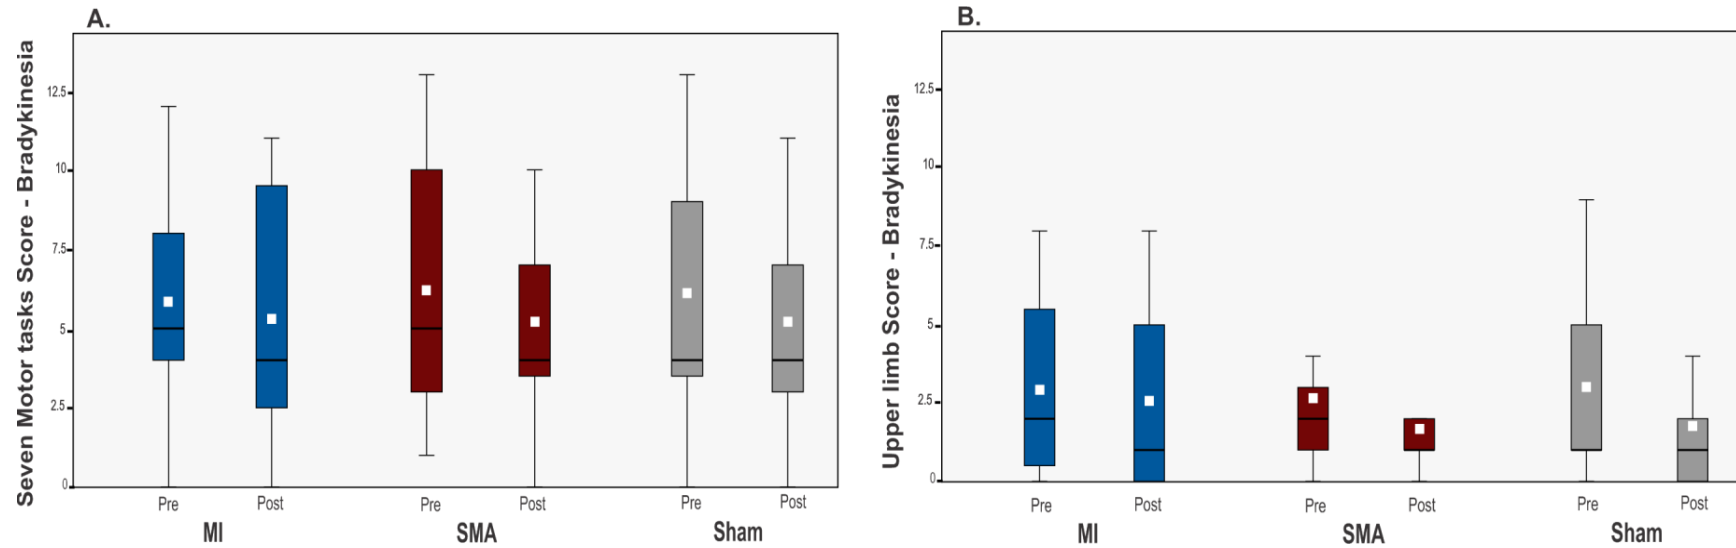 A.
Seven Motor tasks Score - Bradykinesia
12.5
10
7.5
5
2.5
0
Pre Post Pre Post Pre Post
MI SMA Sham
B.
Upper limb Score - Bradykinesia
12.5
10
7.5
5
2.5
0
Pre Post Pre Post Pre Post
MI SMA Sham